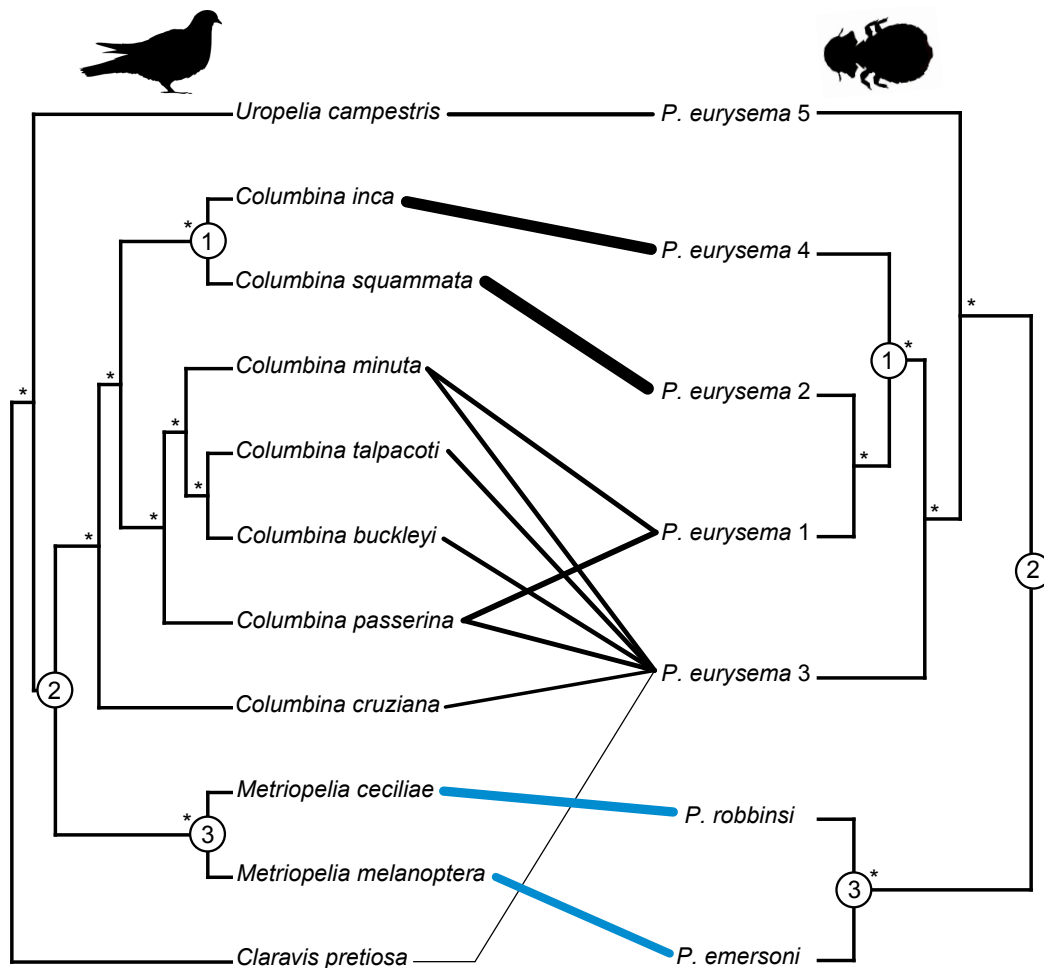 Uropelia campestris
P. eurysema 5
Columbina inca
P. eurysema 4
Columbina squammata
P. eurysema 2
Columbina minuta
Columbina talpacoti
Columbina buckleyi
P. eurysema 1
Columbina passerina
P. eurysema 3
Columbina cruziana
Metriopelia ceciliae
P. robbinsi
Metriopelia melanoptera
P. emersoni
Claravis pretiosa
*
*
1
*
*
*
*
*
2
*
3
*
1
*
*
*
2
3
*